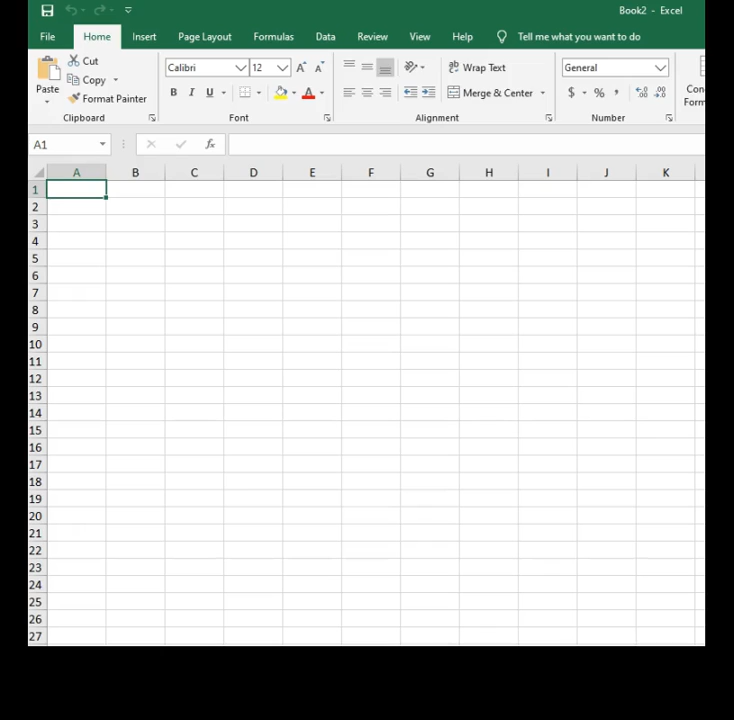 Book2 - Excel
File Home Insert Page Layout Formulas Data Review View Help Tell me what you want to do
Paste
Cut
Copy
Format Painter
Clipboard
Calibri 12
B I U
Font
Wrap Text
Merge & Center
Alignment
General
$ % ,
Number
Con
Form
A1 fx
A B C D E F G H I J K
1
2
3
4
5
6
7
8
9
10
11
12
13
14
15
16
17
18
19
20
21
22
23
24
25
26
27